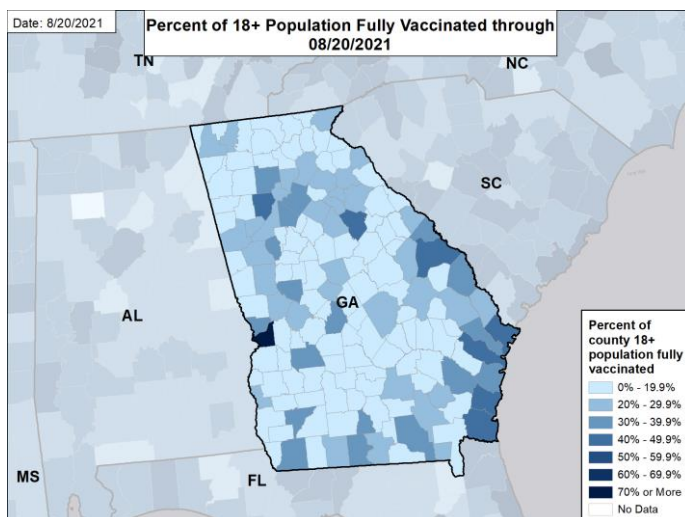 Date: 8/20/2021
Percent of 18+ Population Fully Vaccinated through
08/20/2021
TN
NC
SC
AL
GA
MS
FL
Percent of
county 18+
population fully
vaccinated
0% - 19.9%
20% - 29.9%
30% - 39.9%
40% - 49.9%
50% - 59.9%
60% - 69.9%
70% or More
No Data